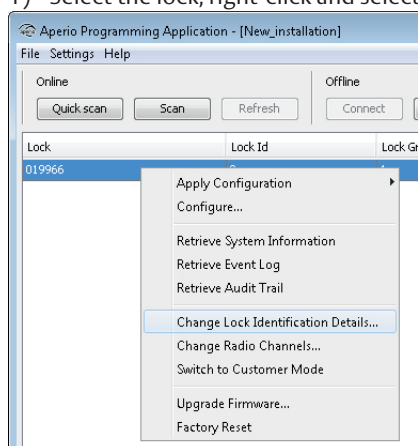 1) Select the lock, right-click and select
Aperio Programming Application - [New_installation]
File Settings Help
Online Offline
Quick scan Scan Refresh Connect
Lock Lock Id Lock Gr
019966
Apply Configuration
Configure...
Retrieve System Information
Retrieve Event Log
Retrieve Audit Trail
Change Lock Identification Details...
Change Radio Channels...
Switch to Customer Mode
Upgrade Firmware...
Factory Reset